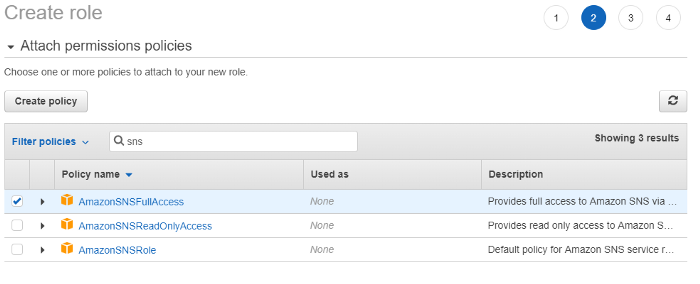 Create role
1 2 3 4
Attach permissions policies
Choose one or more policies to attach to your new role.
Create policy
Filter policies sns Showing 3 results
Policy name Used as Description
AmazonSNSFullAccess None Provides full access to Amazon SNS via ...
AmazonSNSReadOnlyAccess None Provides read only access to Amazon S...
AmazonSNSRole None Default policy for Amazon SNS service r...